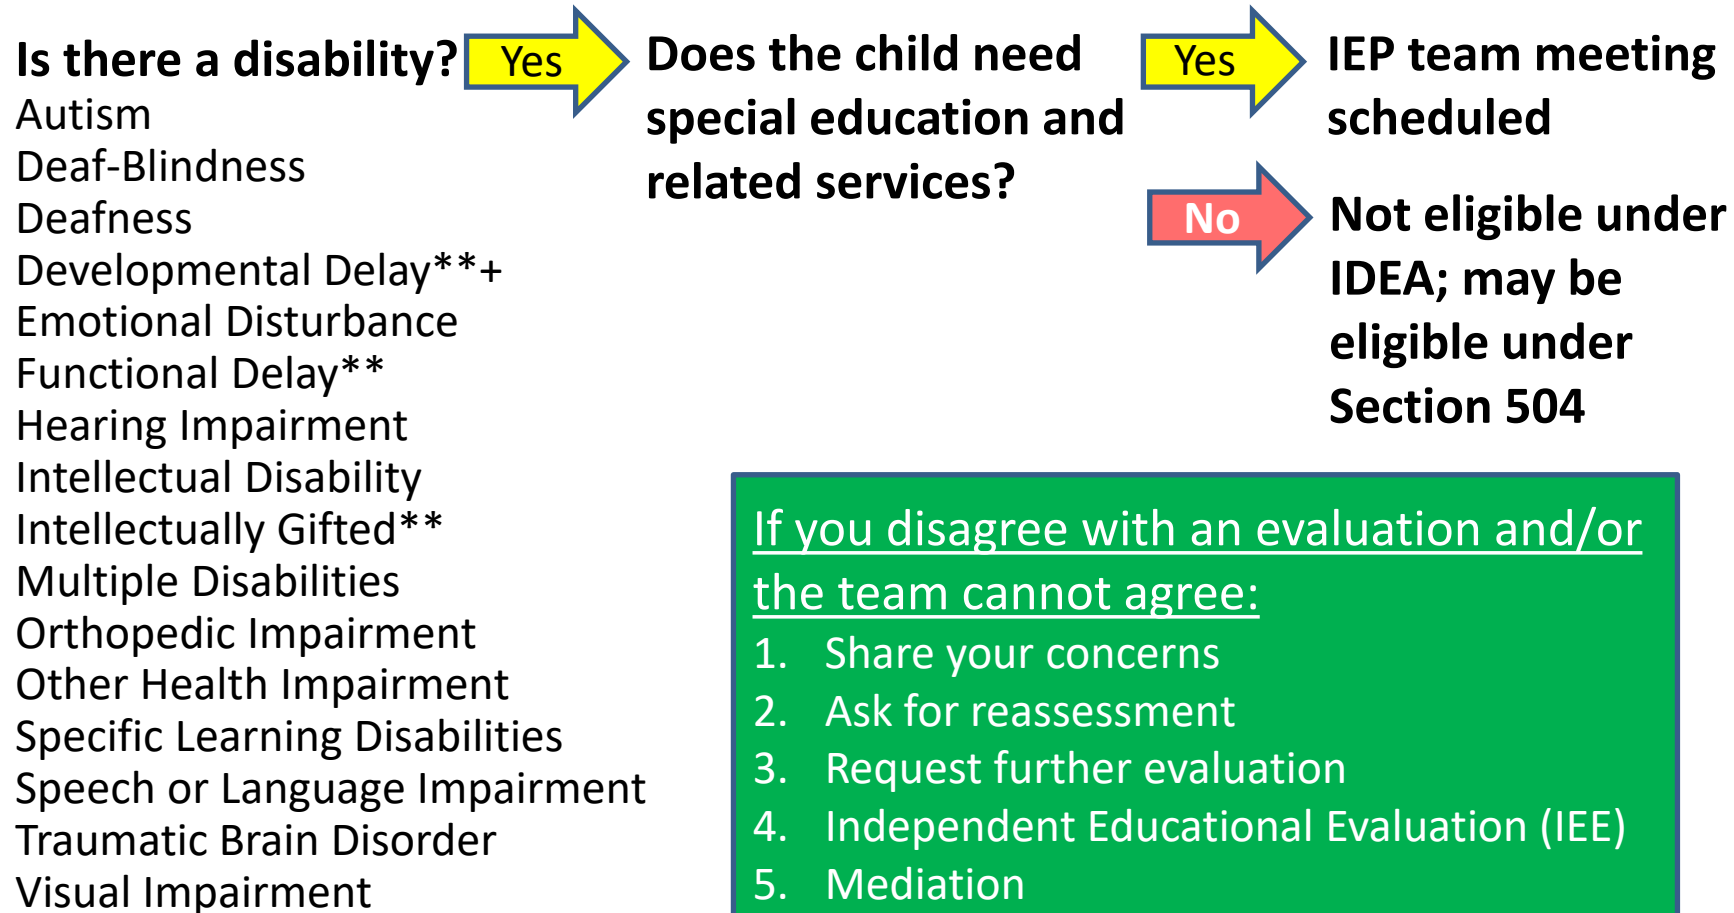 Is there a disability?
Autism
Deaf-Blindness
Deafness
Developmental Delay**+
Emotional Disturbance
Functional Delay**
Hearing Impairment
Intellectual Disability
Intellectually Gifted**
Multiple Disabilities
Orthopedic Impairment
Other Health Impairment
Specific Learning Disabilities
Speech or Language Impairment
Traumatic Brain Disorder
Visual Impairment
Yes
Does the child need
special education and
related services?
Yes
IEP team meeting
scheduled
No
Not eligible under
IDEA; may be
eligible under
Section 504
If you disagree with an evaluation and/or
the team cannot agree:
1. Share your concerns
2. Ask for reassessment
3. Request further evaluation
4. Independent Educational Evaluation (IEE)
5. Mediation